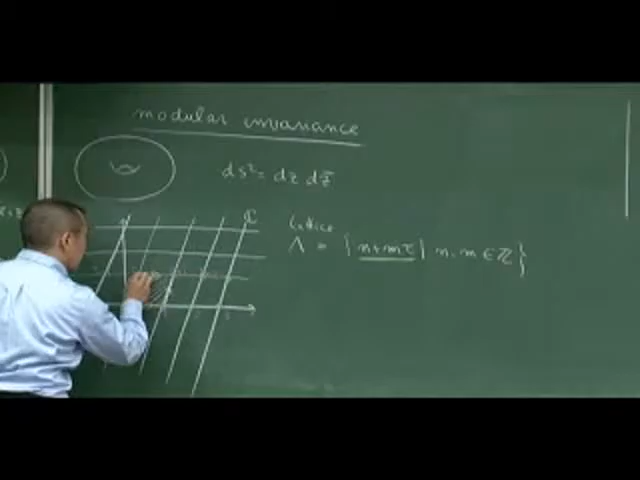 modular invariance
ds² = dz dz̄
ℂ
Lattice
Λ = { n+mτ | n, m ∈ ℤ }